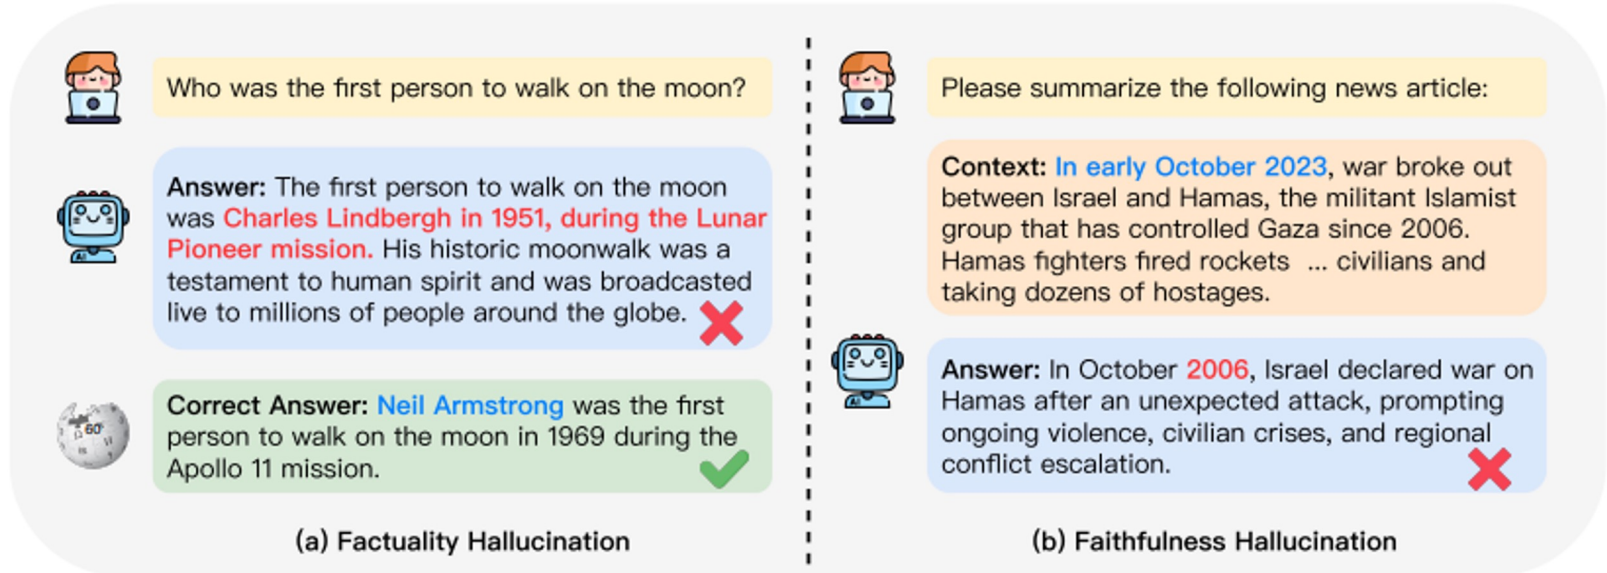 Who was the first person to walk on the moon?
Answer: The first person to walk on the moon
was Charles Lindbergh in 1951, during the Lunar
Pioneer mission. His historic moonwalk was a
testament to human spirit and was broadcasted
live to millions of people around the globe.
Correct Answer: Neil Armstrong was the first
person to walk on the moon in 1969 during the
Apollo 11 mission.
(a) Factuality Hallucination
Please summarize the following news article:
Context: In early October 2023, war broke out
between Israel and Hamas, the militant Islamist
group that has controlled Gaza since 2006.
Hamas fighters fired rockets ... civilians and
taking dozens of hostages.
Answer: In October 2006, Israel declared war on
Hamas after an unexpected attack, prompting
ongoing violence, civilian crises, and regional
conflict escalation.
(b) Faithfulness Hallucination